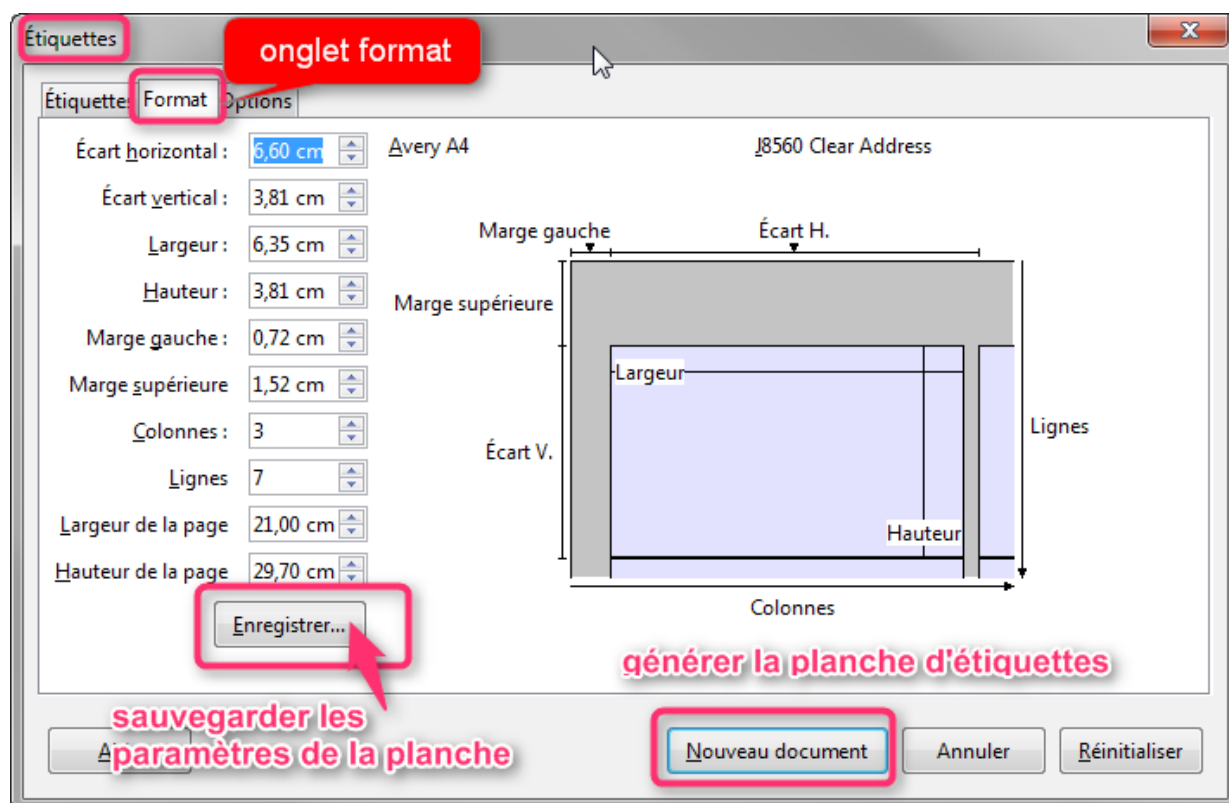 Étiquettes
onglet format
Étiquettes Format Options
Écart horizontal : 6,60 cm Avery A4 J8560 Clear Address
Écart vertical : 3,81 cm
Largeur : 6,35 cm
Hauteur : 3,81 cm
Marge gauche : 0,72 cm
Marge supérieure 1,52 cm
Colonnes : 3
Lignes 7
Largeur de la page 21,00 cm
Hauteur de la page 29,70 cm
Marge gauche Écart H.
Marge supérieure
Largeur
Écart V.
Lignes
Hauteur
Colonnes
Enregistrer...
générer la planche d'étiquettes
sauvegarder les
paramètres de la planche
Nouveau document Annuler Réinitialiser